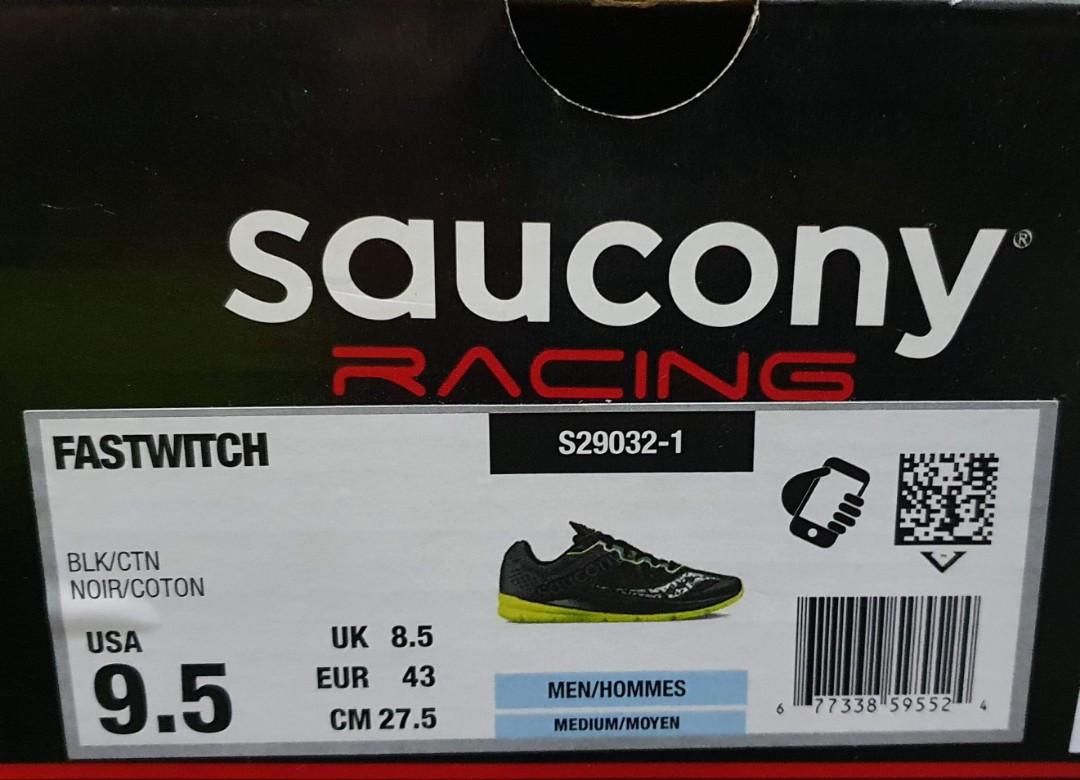 saucony®
RACING
FASTWITCH
S29032-1
BLK/CTN
NOIR/COTON
USA
9.5
UK 8.5
EUR 43
CM 27.5
saucony
MEN/HOMMES
MEDIUM/MOYEN
6 77338 59552 4